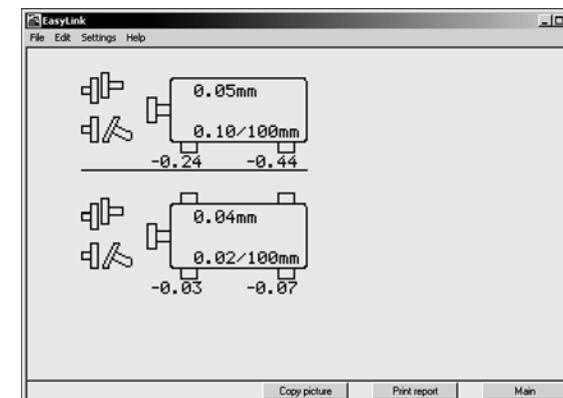 EasyLink
File Edit Settings Help
0.05mm
0.10/100mm
-0.24 -0.44
0.04mm
0.02/100mm
-0.03 -0.07
Copy picture Print report Main